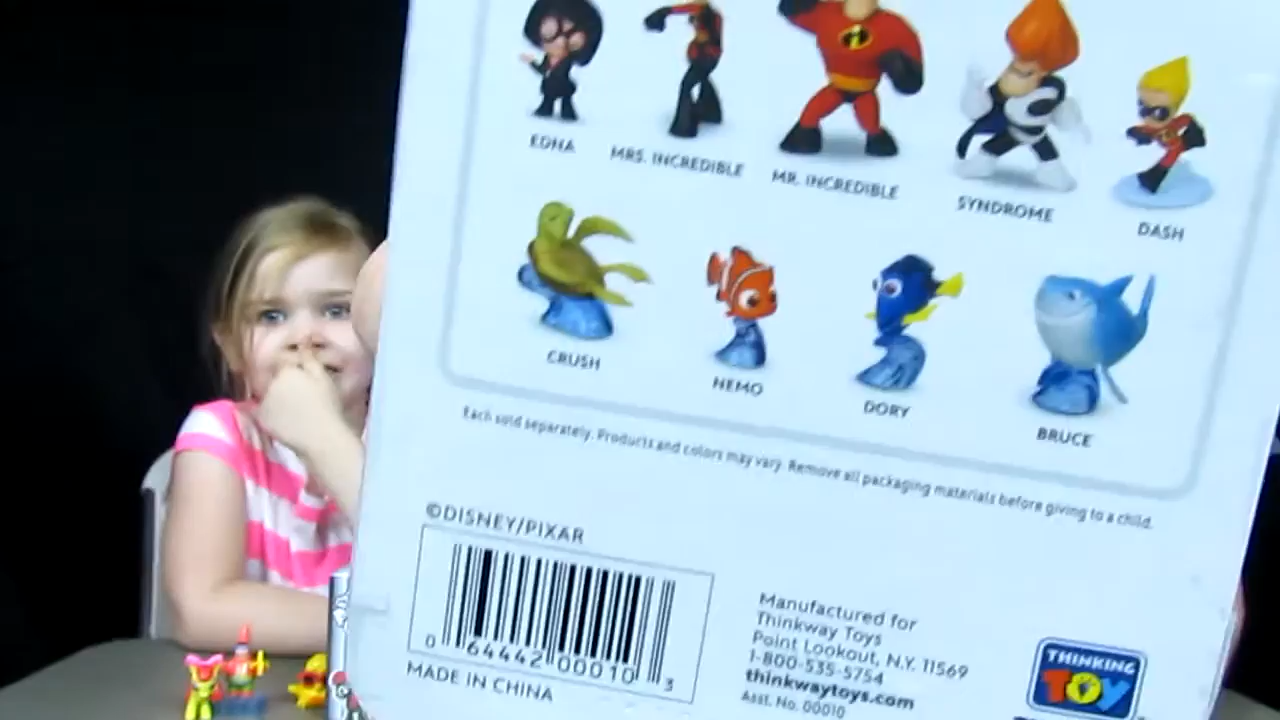 EDNA
MRS. INCREDIBLE
MR. INCREDIBLE
SYNDROME
DASH
CRUSH
NEMO
DORY
BRUCE
Each sold separately. Products and colors may vary. Remove all packaging materials before giving to a child.
©DISNEY/PIXAR
0 64442 00010 3
MADE IN CHINA
Manufactured for
Thinkway Toys
Point Lookout, N.Y. 11569
1-800-535-5754
thinkwaytoys.com
Asst. No. 00010
THINKING
TOY